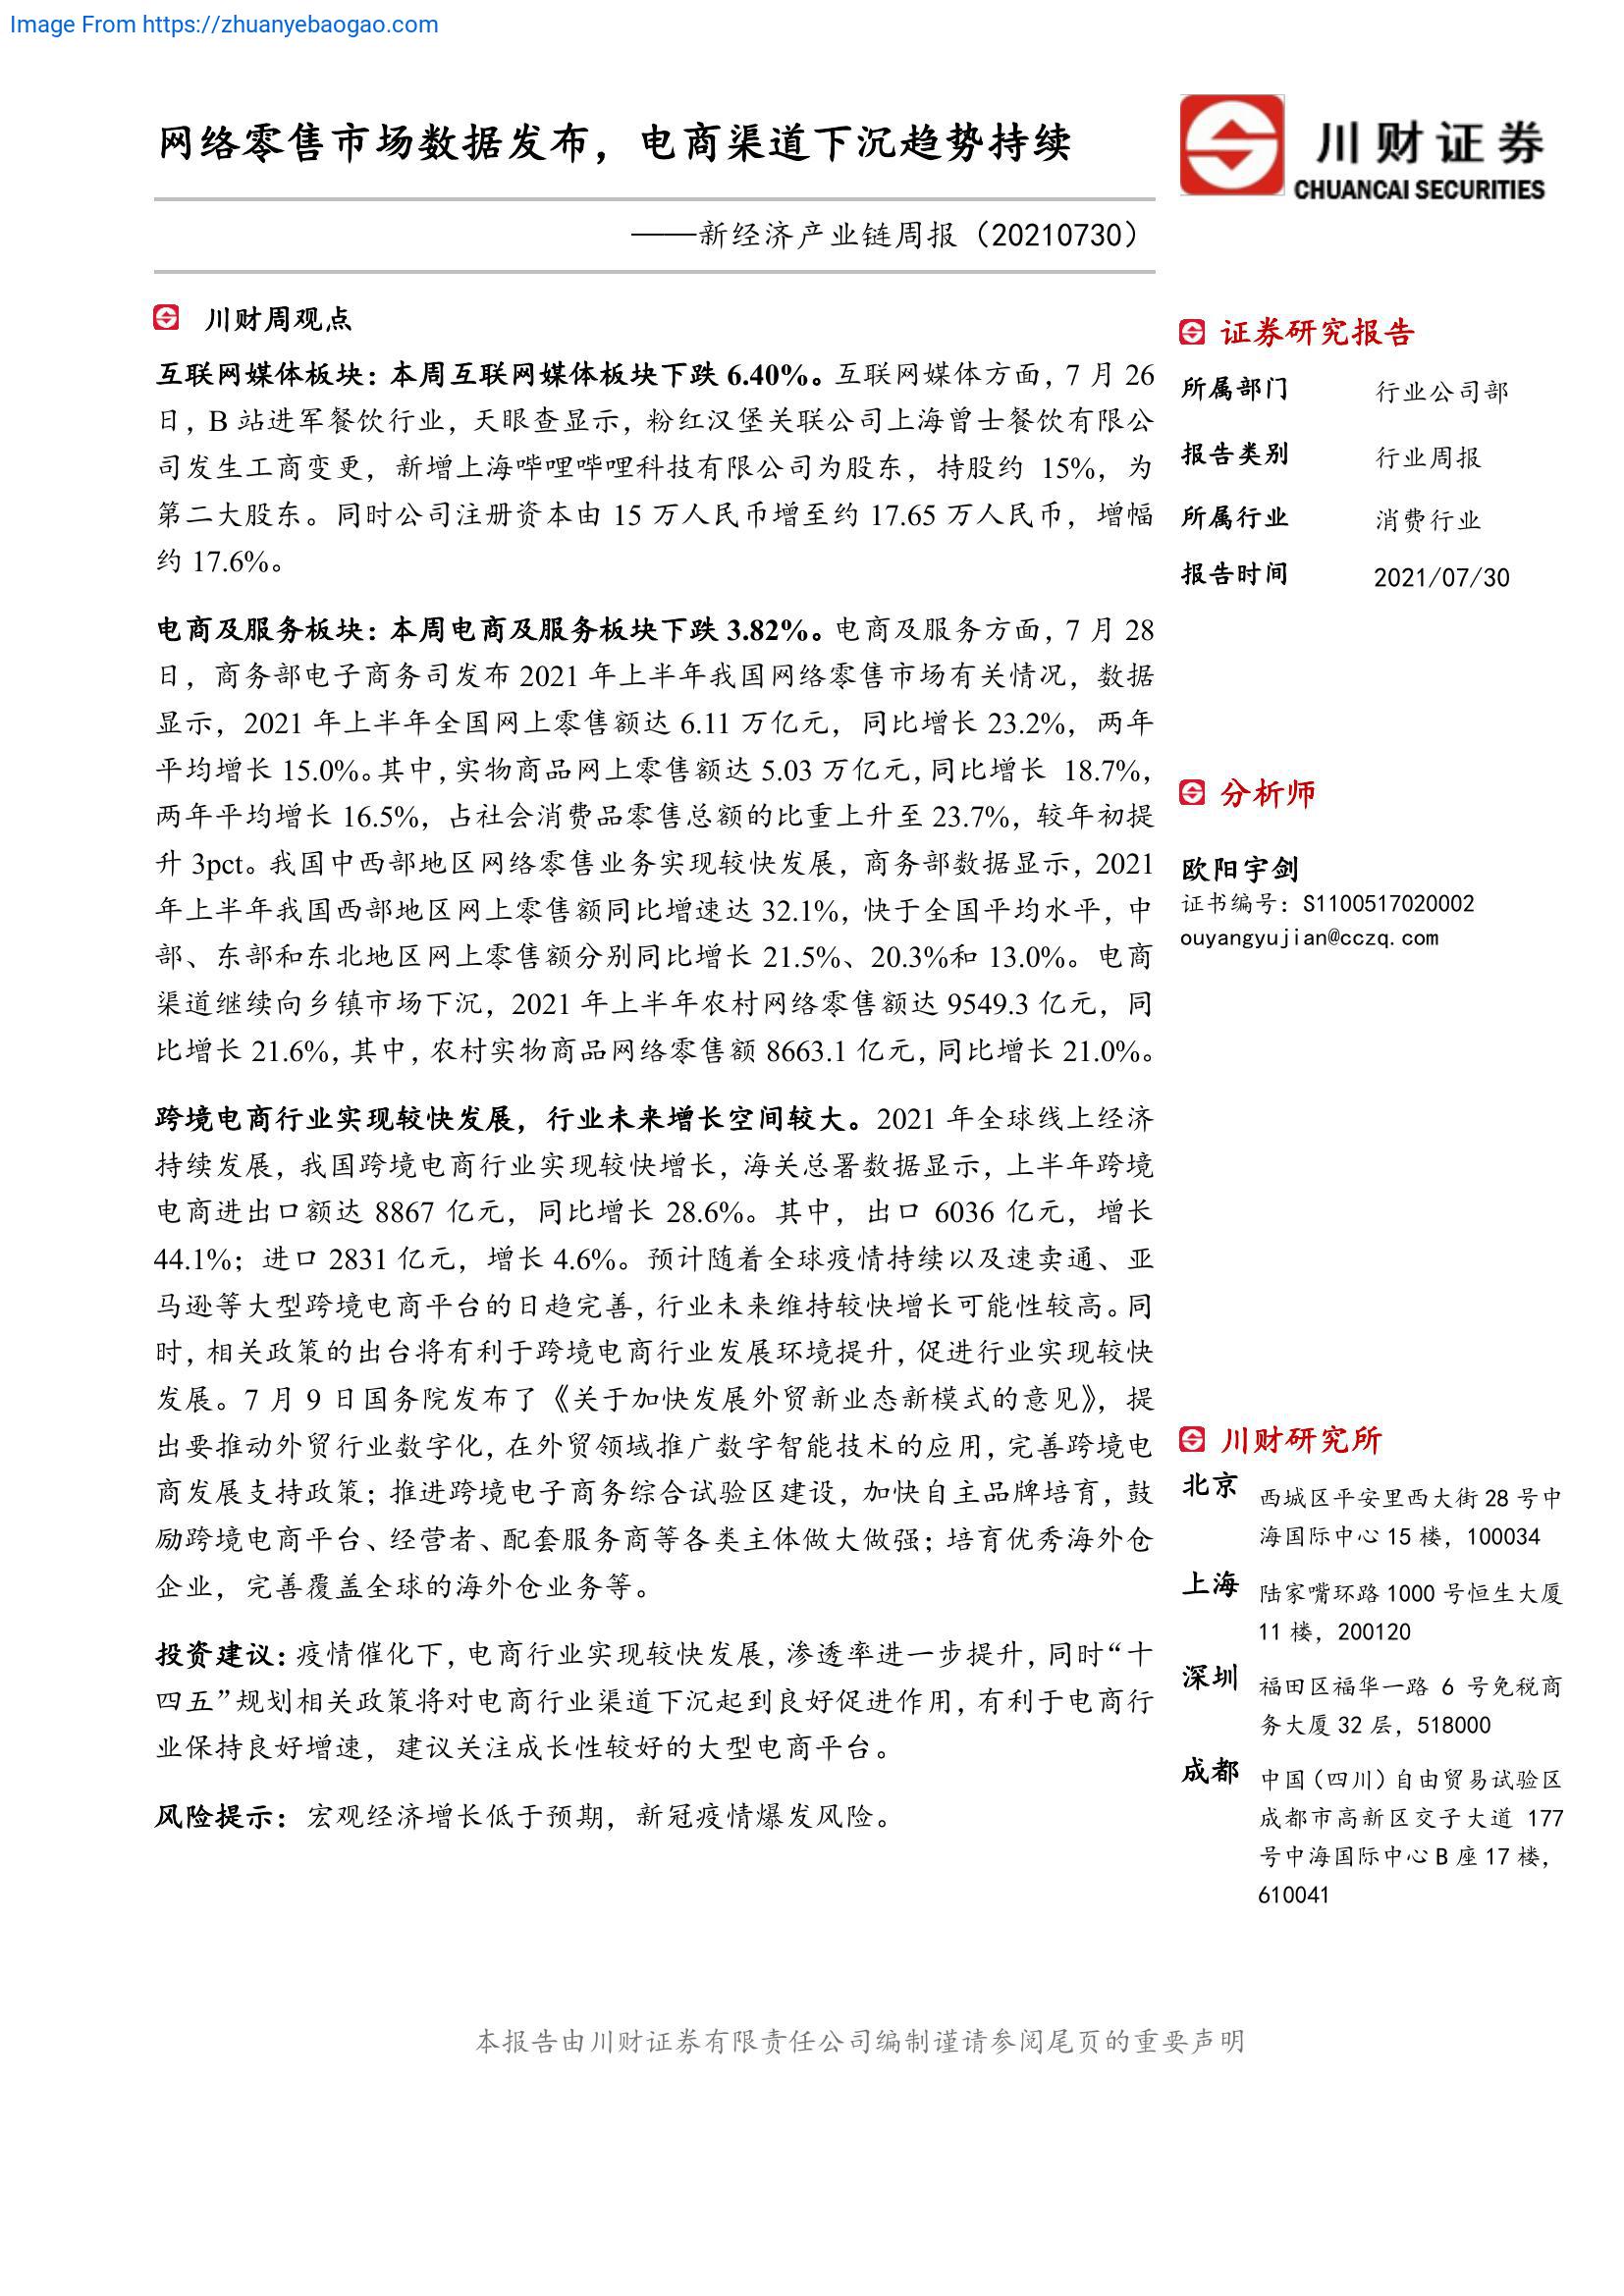 Image From https://zhuanyebaogao.com
网络零售市场数据发布，电商渠道下沉趋势持续
——新经济产业链周报（20210730）
川财证券
CHUANCAI SECURITIES
川财周观点
互联网媒体板块：本周互联网媒体板块下跌 6.40%。互联网媒体方面，7 月 26
日，B 站进军餐饮行业，天眼查显示，粉红汉堡关联公司上海曾士餐饮有限公
司发生工商变更，新增上海哔哩哔哩科技有限公司为股东，持股约 15%，为
第二大股东。同时公司注册资本由 15 万人民币增至约 17.65 万人民币，增幅
约 17.6%。
电商及服务板块：本周电商及服务板块下跌 3.82%。电商及服务方面，7 月 28
日，商务部电子商务司发布 2021 年上半年我国网络零售市场有关情况，数据
显示，2021 年上半年全国网上零售额达 6.11 万亿元，同比增长 23.2%，两年
平均增长 15.0%。其中，实物商品网上零售额达 5.03 万亿元，同比增长 18.7%，
两年平均增长 16.5%，占社会消费品零售总额的比重上升至 23.7%，较年初提
升 3pct。我国中西部地区网络零售业务实现较快发展，商务部数据显示，2021
年上半年我国西部地区网上零售额同比增速达 32.1%，快于全国平均水平，中
部、东部和东北地区网上零售额分别同比增长 21.5%、20.3%和 13.0%。电商
渠道继续向乡镇市场下沉，2021 年上半年农村网络零售额达 9549.3 亿元，同
比增长 21.6%，其中，农村实物商品网络零售额 8663.1 亿元，同比增长 21.0%。
跨境电商行业实现较快发展，行业未来增长空间较大。2021 年全球线上经济
持续发展，我国跨境电商行业实现较快增长，海关总署数据显示，上半年跨境
电商进出口额达 8867 亿元，同比增长 28.6%。其中，出口 6036 亿元，增长
44.1%；进口 2831 亿元，增长 4.6%。预计随着全球疫情持续以及速卖通、亚
马逊等大型跨境电商平台的日趋完善，行业未来维持较快增长可能性较高。同
时，相关政策的出台将有利于跨境电商行业发展环境提升，促进行业实现较快
发展。7 月 9 日国务院发布了《关于加快发展外贸新业态新模式的意见》，提
出要推动外贸行业数字化，在外贸领域推广数字智能技术的应用，完善跨境电
商发展支持政策；推进跨境电子商务综合试验区建设，加快自主品牌培育，鼓
励跨境电商平台、经营者、配套服务商等各类主体做大做强；培育优秀海外仓
企业，完善覆盖全球的海外仓业务等。
投资建议：疫情催化下，电商行业实现较快发展，渗透率进一步提升，同时“十
四五”规划相关政策将对电商行业渠道下沉起到良好促进作用，有利于电商行
业保持良好增速，建议关注成长性较好的大型电商平台。
风险提示：宏观经济增长低于预期，新冠疫情爆发风险。
证券研究报告
所属部门 行业公司部
报告类别 行业周报
所属行业 消费行业
报告时间 2021/07/30
分析师
欧阳宇剑
证书编号：S1100517020002
ouyangyujian@cczq.com
川财研究所
北京 西城区平安里西大街 28 号中
海国际中心 15 楼，100034
上海 陆家嘴环路 1000 号恒生大厦
11 楼，200120
深圳 福田区福华一路 6 号免税商
务大厦 32 层，518000
成都 中国（四川）自由贸易试验区
成都市高新区交子大道 177
号中海国际中心 B 座 17 楼，
610041
本报告由川财证券有限责任公司编制谨请参阅尾页的重要声明